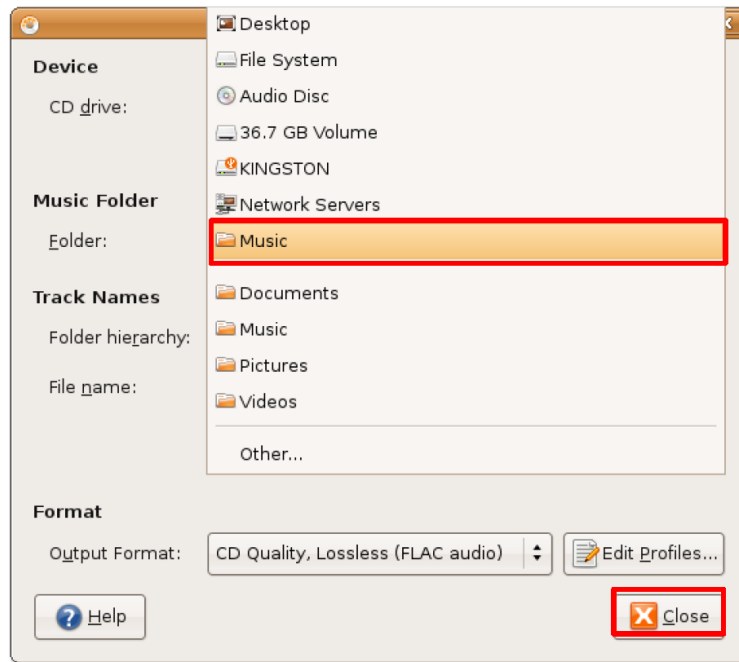 Desktop
File System
Device
Audio Disc
CD drive:
36.7 GB Volume
KINGSTON
Music Folder
Network Servers
Folder:
Music
Track Names
Documents
Folder hierarchy:
Music
Pictures
File name:
Videos
Other...
Format
Output Format:
CD Quality, Lossless (FLAC audio)
Edit Profiles...
Help
Close